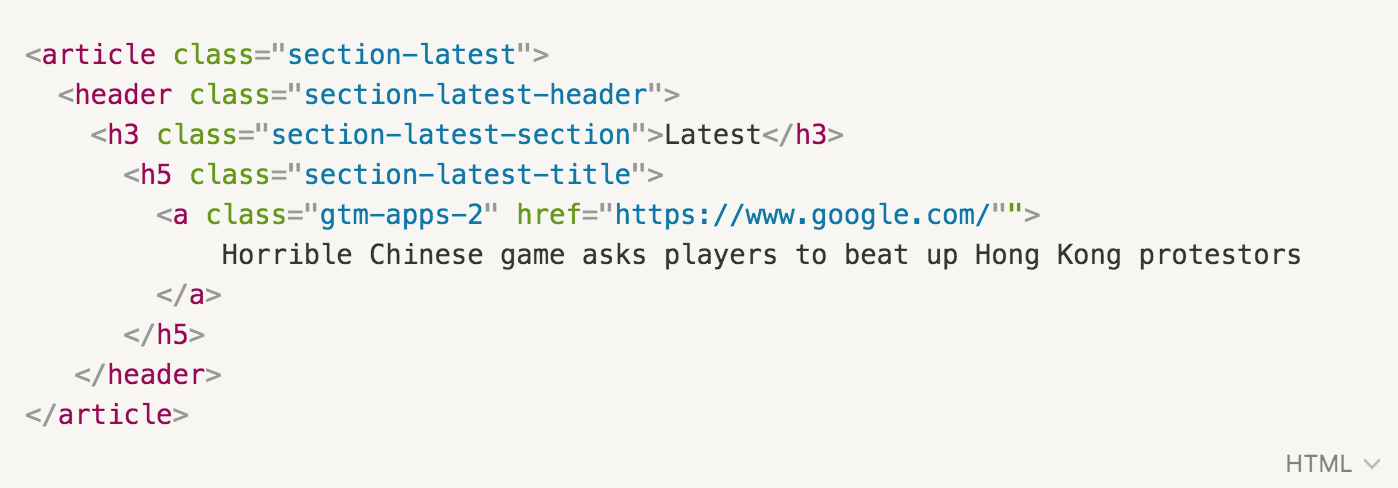 <article class="section-latest">
<header class="section-latest-header">
<h3 class="section-latest-section">Latest</h3>
<h5 class="section-latest-title">
<a class="gtm-apps-2" href="https://www.google.com/"">
Horrible Chinese game asks players to beat up Hong Kong protestors
</a>
</h5>
</header>
</article>
HTML